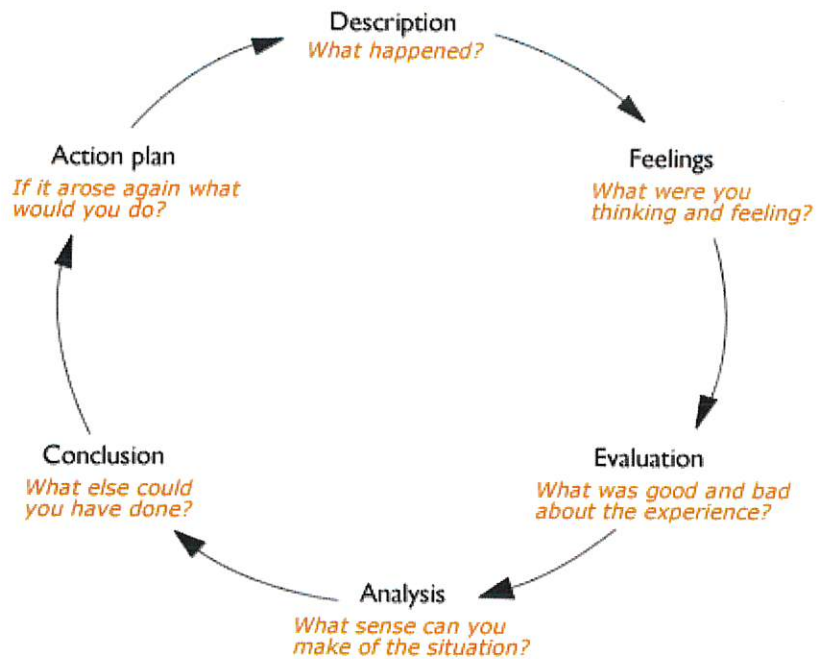 Description
What happened?
Feelings
What were you
thinking and feeling?
Evaluation
What was good and bad
about the experience?
Analysis
What sense can you
make of the situation?
Conclusion
What else could
you have done?
Action plan
If it arose again what
would you do?